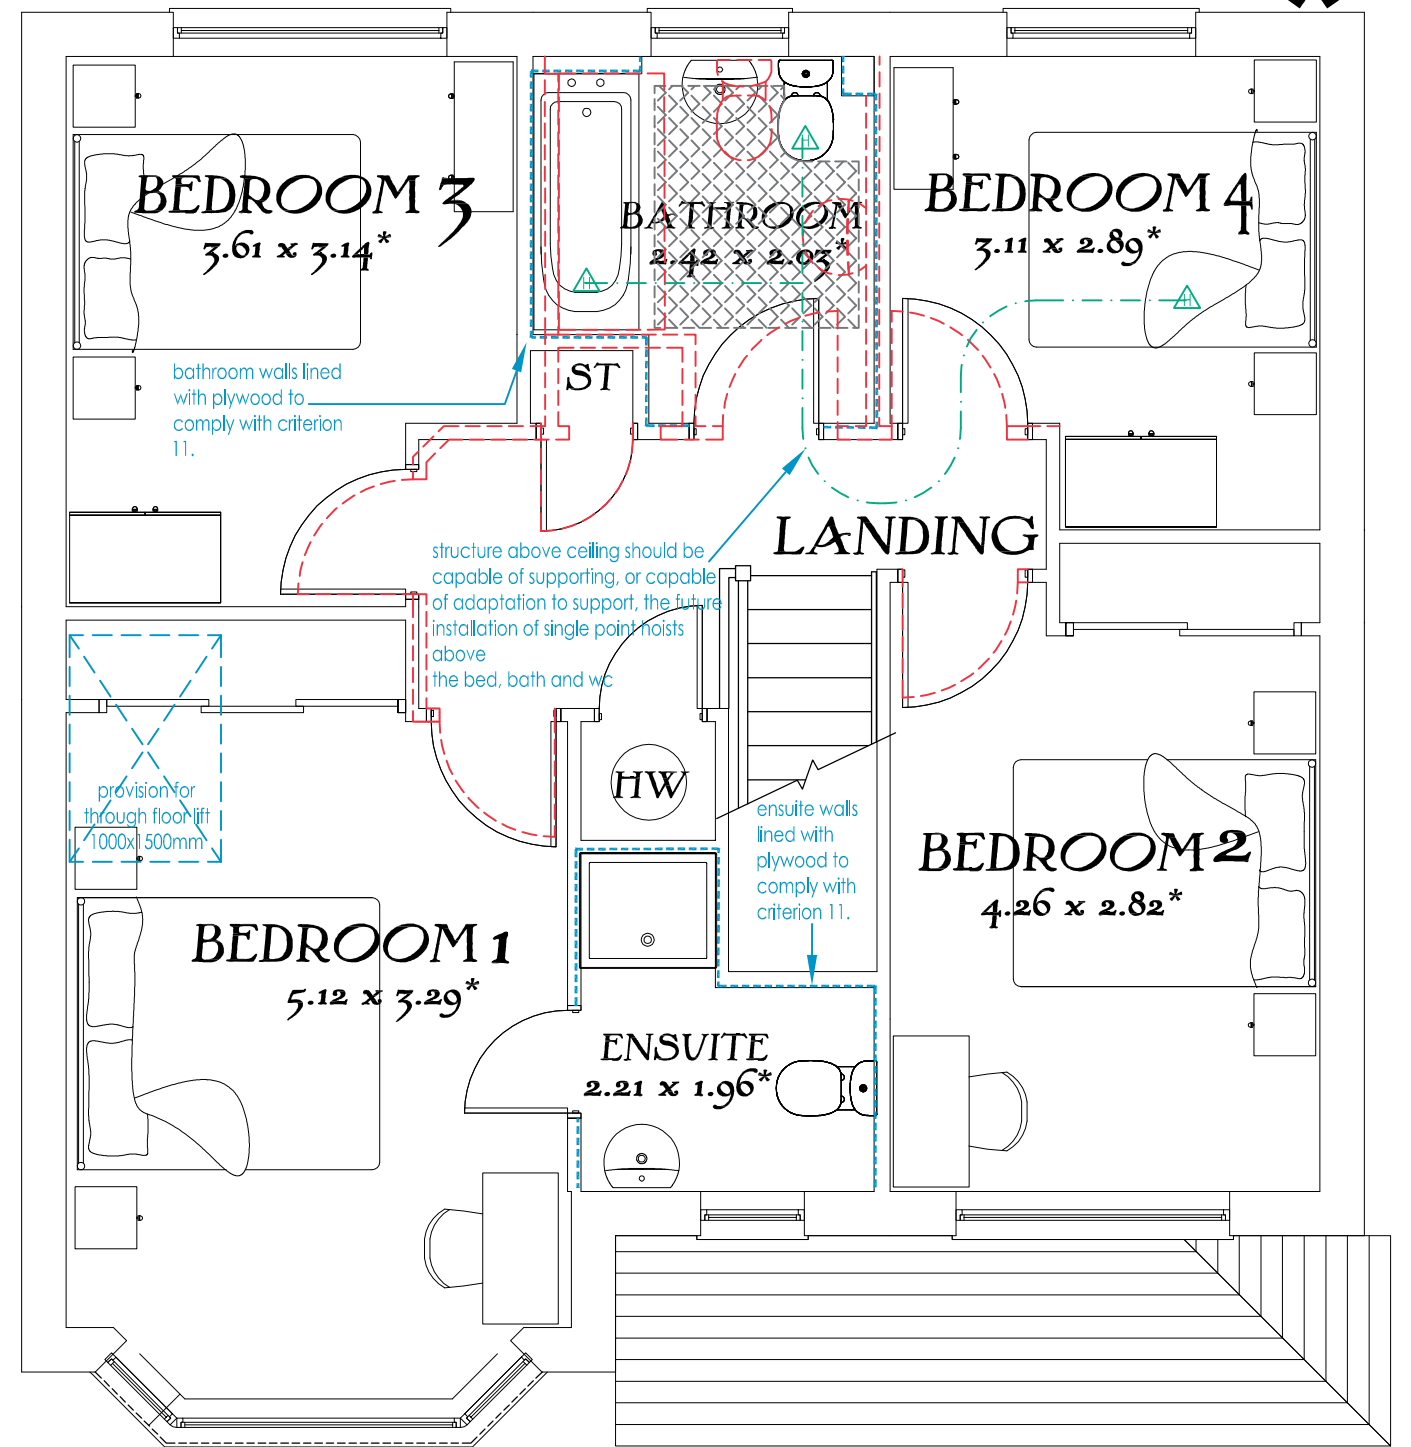 BEDROOM 3
3.61 x 3.14*
BATHROOM
2.42 x 2.03*
BEDROOM 4
3.11 x 2.89*
H
H
H
bathroom walls lined
with plywood to
comply with criterion
11.
ST
LANDING
structure above ceiling should be
capable of supporting, or capable
of adaptation to support, the future
installation of single point hoists
above
the bed, bath and wc
provision for
through floor lift
1000x1500mm
HW
ensuite walls
lined with
plywood to
comply with
criterion 11.
BEDROOM 2
4.26 x 2.82*
BEDROOM 1
5.12 x 3.29*
ENSUITE
2.21 x 1.96*